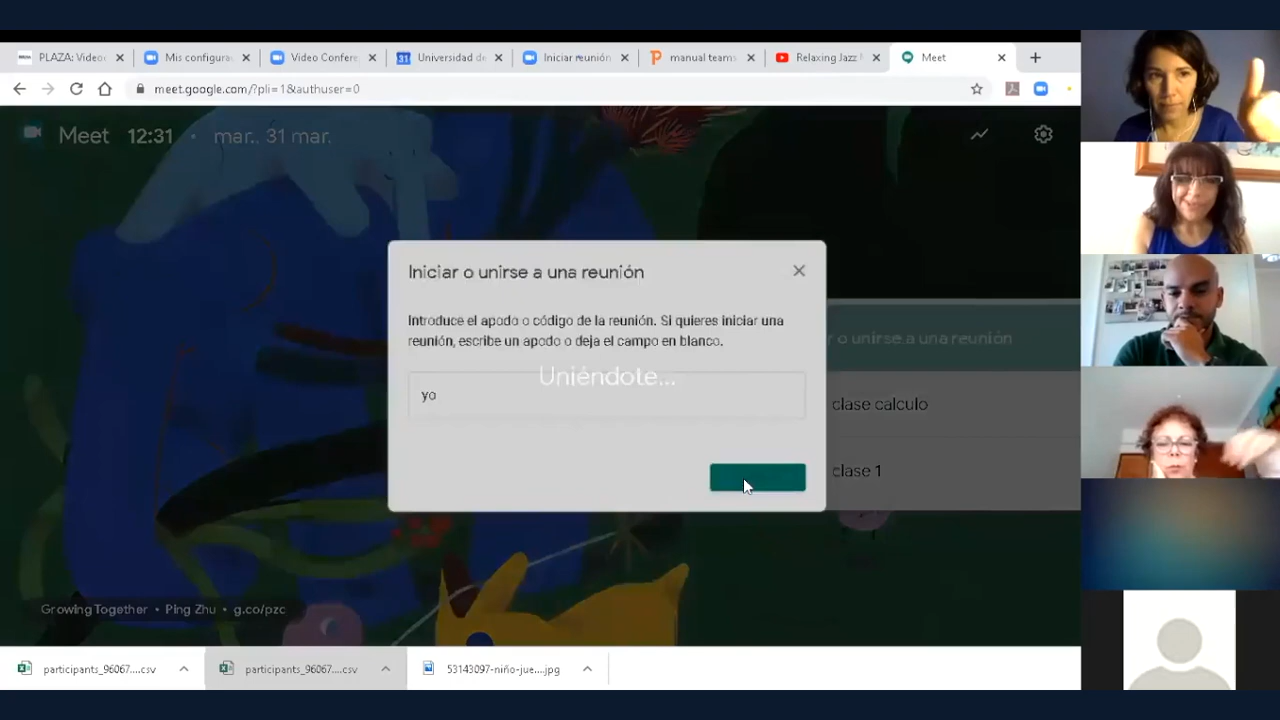 PLAZA: Video
Mis configura
Video Confere
31
Universidad de
Iniciar reunión
manual teams
Relaxing Jazz
Meet
meet.google.com/?pli=1&authuser=0
Meet 12:31 • mar., 31 mar.
Iniciar o unirse a una reunión
Introduce el apodo o código de la reunión. Si quieres iniciar una
reunión, escribe un apodo o deja el campo en blanco.
Uniéndote...
yo
r o unirse a una reunión
clase calculo
clase 1
Growing Together • Ping Zhu • g.co/pzc
participants_96067....csv
participants_96067....csv
53143097-niño-jue....jpg